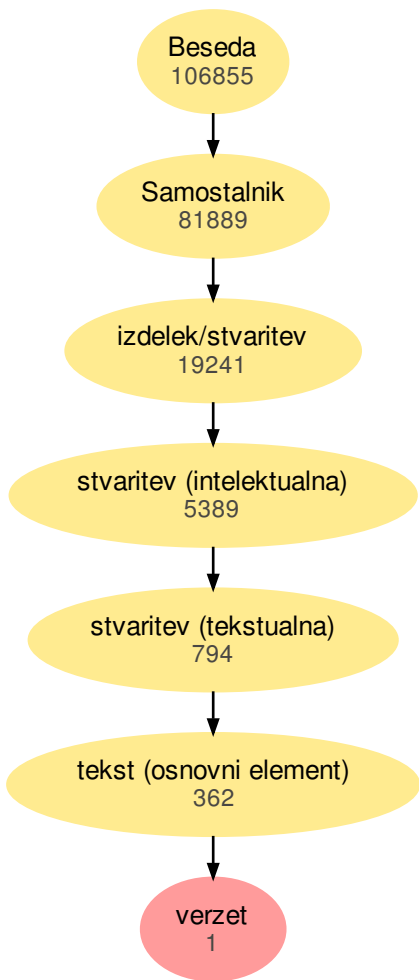 Beseda
106855
Samostalnik
81889
izdelek/stvaritev
19241
stvaritev (intelektualna)
5389
stvaritev (tekstualna)
794
tekst (osnovni element)
362
verzet
1